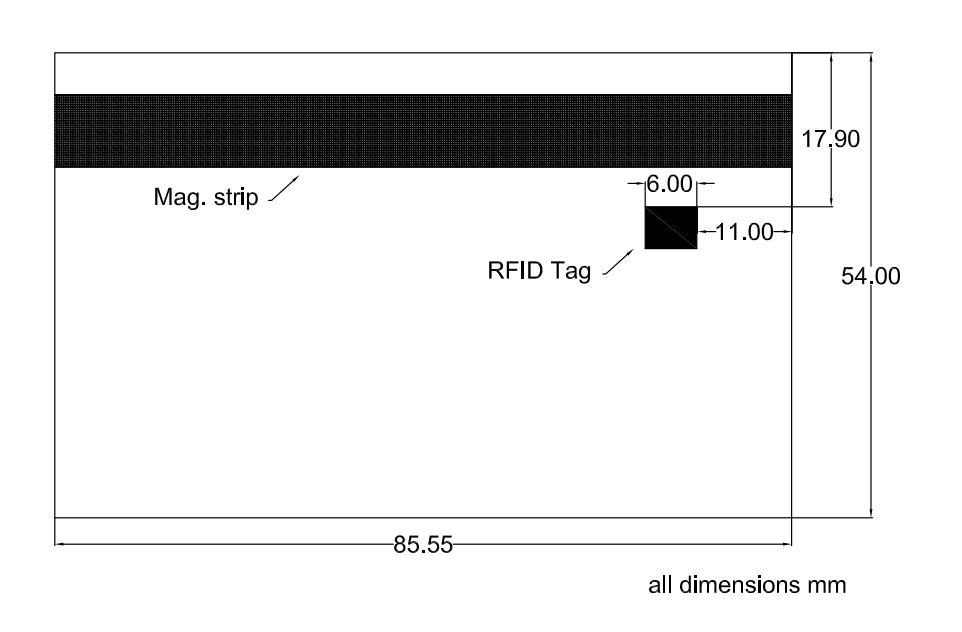 17.90
Mag. strip
6.00
11.00
RFID Tag
54.00
85.55
all dimensions mm